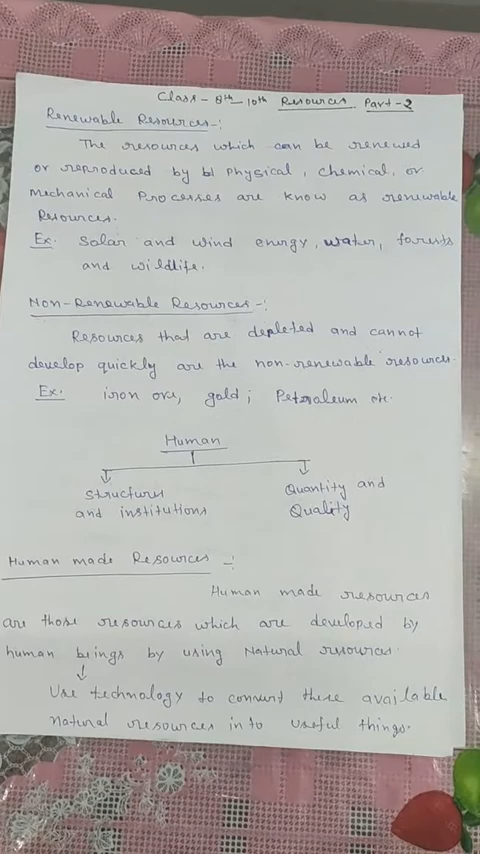 Class - 8th - 10th Resources Part-2
Renewable Resources -:
The resources which can be renewed
or reproduced by physical, chemical, or
Mechanical Processes are know as renewable
Resources.
Ex. Solar and wind energy, water, forests
and wildlife.
Non-Renewable Resources -:
Resources that are depleted and cannot
develop quickly are the non-renewable resources.
Ex. iron ore, gold, Petroleum etc.
Human
Structures and institutions
Quantity and Quality
Human made Resources -:
Human made resources
are those resources which are developed by
human beings by using Natural resources.
Use technology to convert these available
natural resources in to useful things.